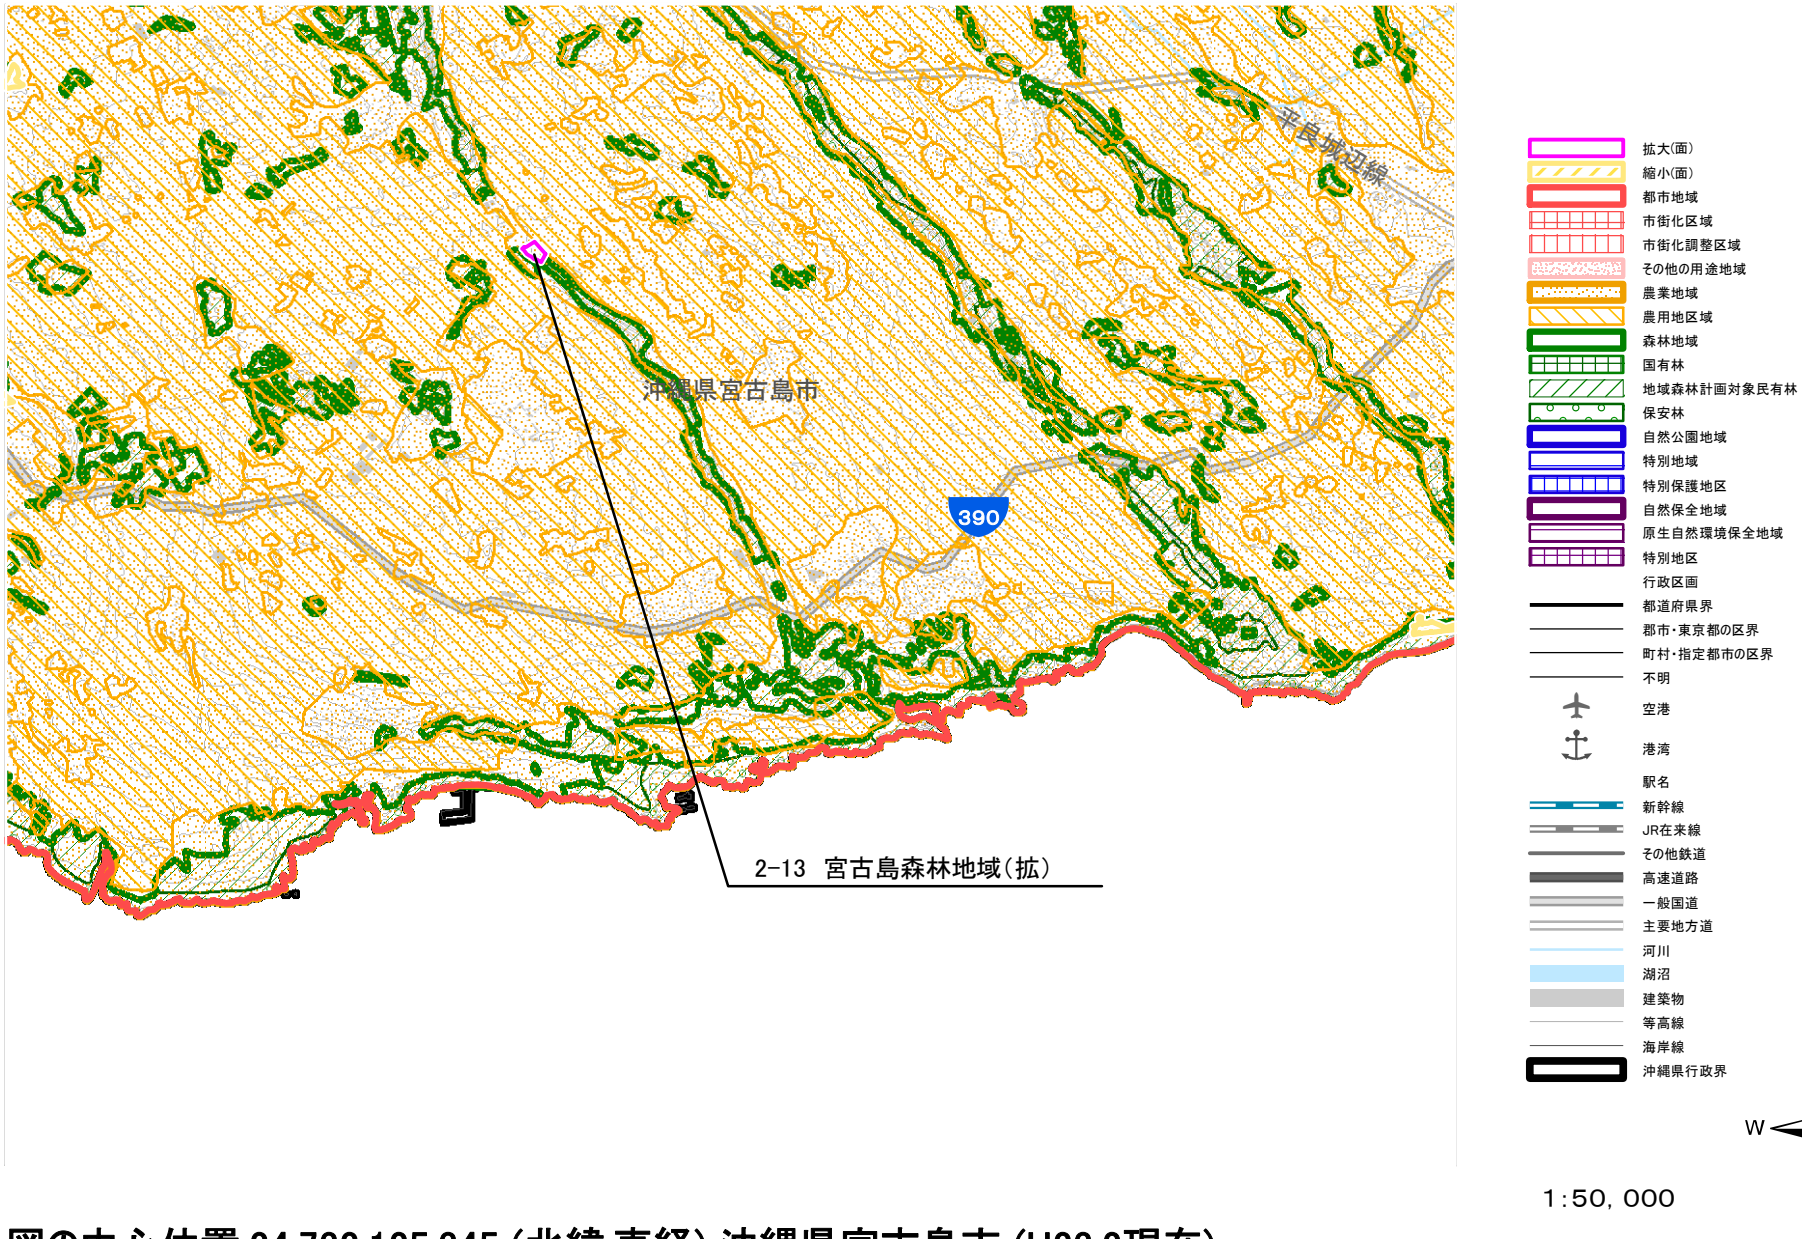 平良城辺線
沖縄県宮古島市
390
2-13 宮古島森林地域(拡)
拡大(面)
縮小(面)
都市地域
市街化区域
市街化調整区域
その他の用途地域
農業地域
農用地区域
森林地域
国有林
地域森林計画対象民有林
保安林
自然公園地域
特別地域
特別保護地区
自然保全地域
原生自然環境保全地域
特別地区
行政区画
都道府県界
郡市・東京都の区界
町村・指定都市の区界
不明
空港
港湾
駅名
新幹線
JR在来線
その他鉄道
高速道路
一般国道
主要地方道
河川
湖沼
建築物
等高線
海岸線
沖縄県行政界
W
1:50,000